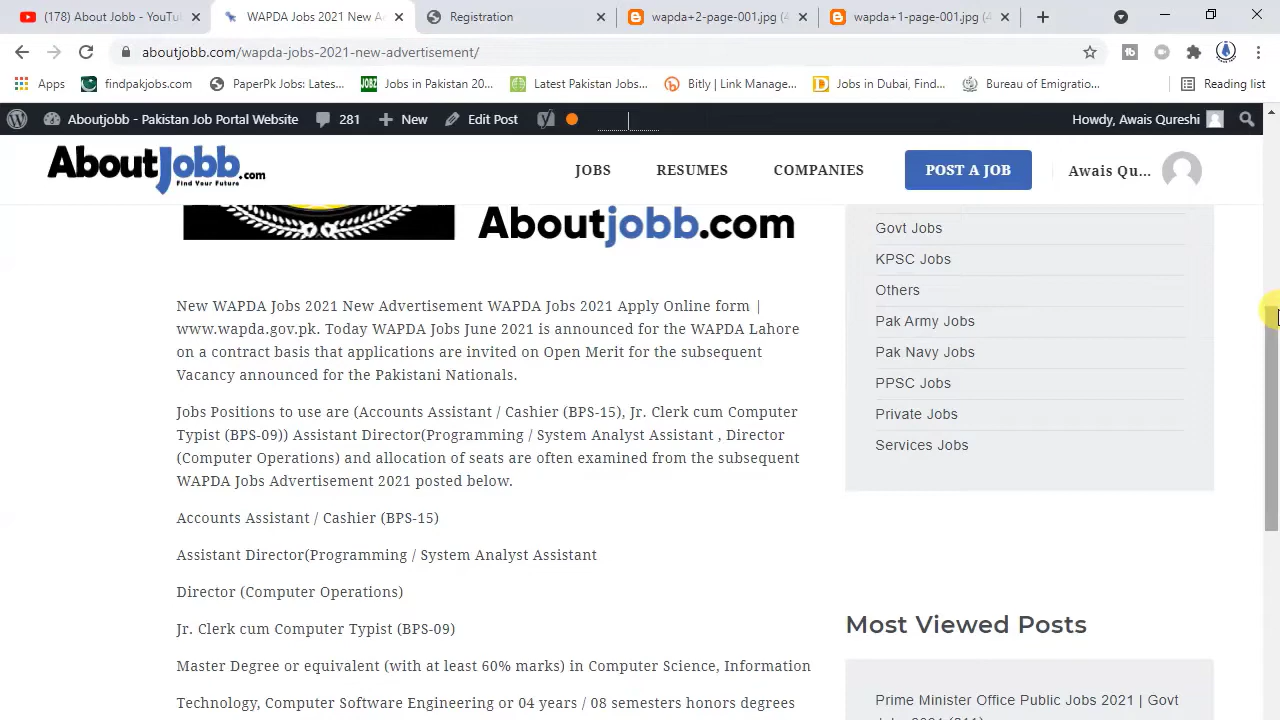 (178) About Jobb - YouTu
WAPDA Jobs 2021 New A
Registration
wapda+2-page-001.jpg (
wapda+1-page-001.jpg (
aboutjobb.com/wapda-jobs-2021-new-advertisement/
Apps
findpakjobs.com
PaperPk Jobs: Lates...
JOBZ
Jobs in Pakistan 20...
Latest Pakistan Jobs...
Bitly | Link Manage...
Jobs in Dubai, Find...
Bureau of Emigratio...
Reading list
Aboutjobb - Pakistan Job Portal Website
281
New
Edit Post
Howdy, Awais Qureshi
AboutJobb.com
Find Your Future
JOBS
RESUMES
COMPANIES
POST A JOB
Awais Qu...
Aboutjobb.com
New WAPDA Jobs 2021 New Advertisement WAPDA Jobs 2021 Apply Online form |
www.wapda.gov.pk. Today WAPDA Jobs June 2021 is announced for the WAPDA Lahore
on a contract basis that applications are invited on Open Merit for the subsequent
Vacancy announced for the Pakistani Nationals.
Jobs Positions to use are (Accounts Assistant / Cashier (BPS-15), Jr. Clerk cum Computer
Typist (BPS-09)) Assistant Director(Programming / System Analyst Assistant , Director
(Computer Operations) and allocation of seats are often examined from the subsequent
WAPDA Jobs Advertisement 2021 posted below.
Accounts Assistant / Cashier (BPS-15)
Assistant Director(Programming / System Analyst Assistant
Director (Computer Operations)
Jr. Clerk cum Computer Typist (BPS-09)
Master Degree or equivalent (with at least 60% marks) in Computer Science, Information
Technology, Computer Software Engineering or 04 years / 08 semesters honors degrees
Govt Jobs
KPSC Jobs
Others
Pak Army Jobs
Pak Navy Jobs
PPSC Jobs
Private Jobs
Services Jobs
Most Viewed Posts
Prime Minister Office Public Jobs 2021 | Govt